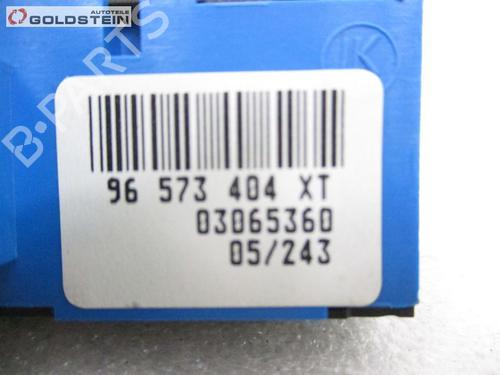 AUTOTEILE
GOLDSTEIN
B-PARTS
96 573 404 XT
03065360
05/243